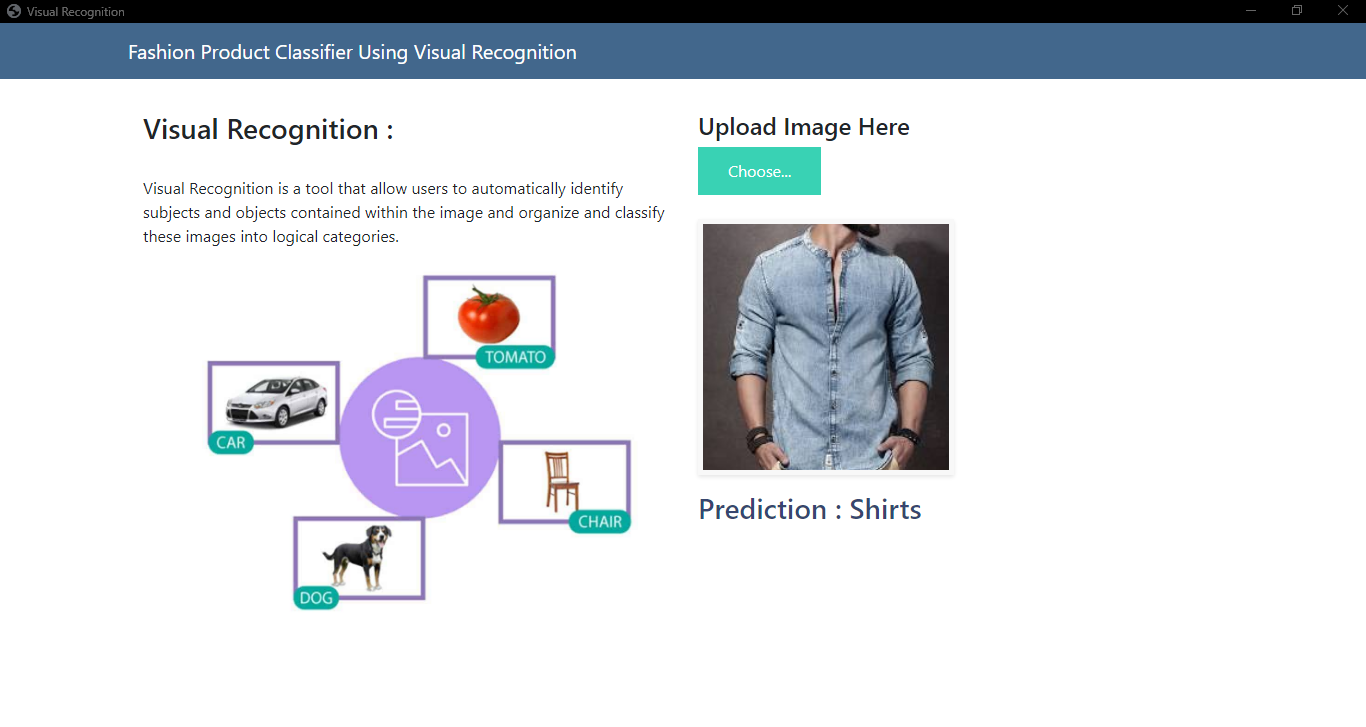 Visual Recognition
Fashion Product Classifier Using Visual Recognition
Visual Recognition :
Visual Recognition is a tool that allow users to automatically identify
subjects and objects contained within the image and organize and classify
these images into logical categories.
TOMATO
CAR
CHAIR
DOG
Upload Image Here
Choose...
Prediction : Shirts